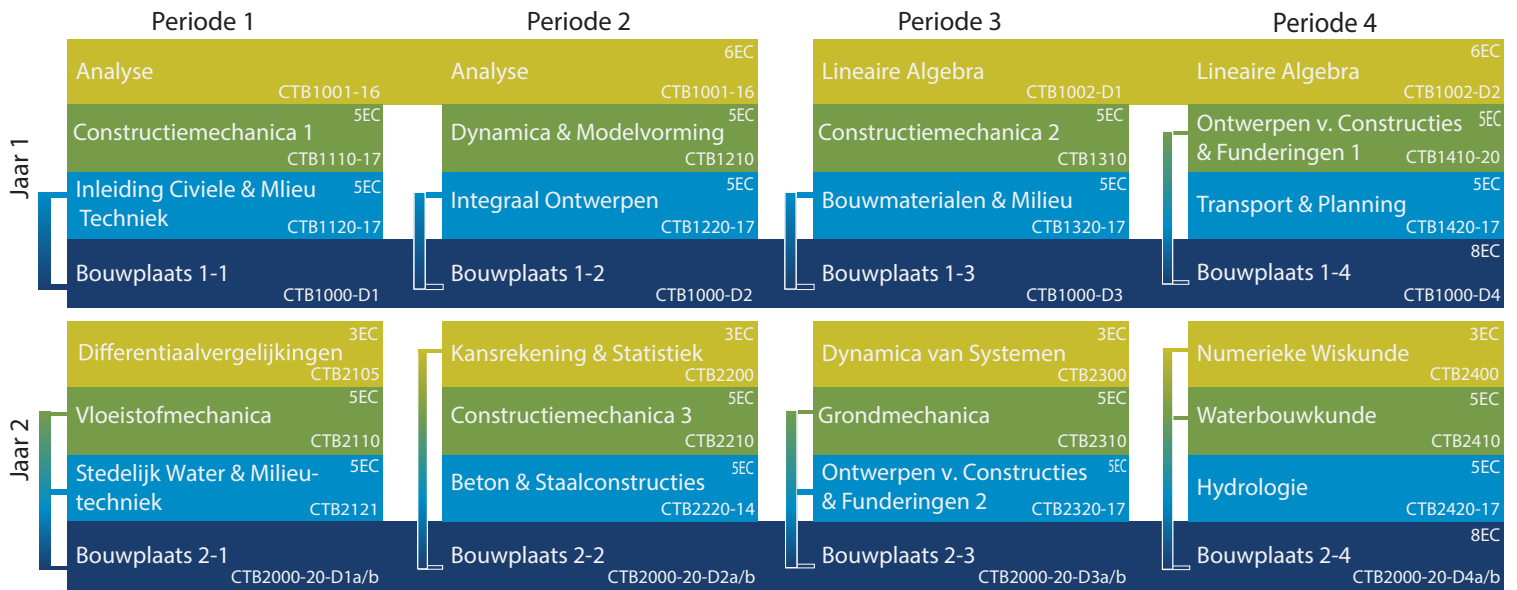 Periode 1
Periode 2
Periode 3
Periode 4
Jaar 1
Analyse
CTB1001-16
Analyse
6EC
CTB1001-16
Lineaire Algebra
CTB1002-D1
Lineaire Algebra
6EC
CTB1002-D2
Constructiemechanica 1
5EC
CTB1110-17
Dynamica & Modelvorming
5EC
CTB1210
Constructiemechanica 2
5EC
CTB1310
Ontwerpen v. Constructies
& Funderingen 1
5EC
CTB1410-20
Inleiding Civiele & Mlieu
Techniek
5EC
CTB1120-17
Integraal Ontwerpen
5EC
CTB1220-17
Bouwmaterialen & Milieu
5EC
CTB1320-17
Transport & Planning
5EC
CTB1420-17
Bouwplaats 1-1
CTB1000-D1
Bouwplaats 1-2
CTB1000-D2
Bouwplaats 1-3
CTB1000-D3
Bouwplaats 1-4
8EC
CTB1000-D4
Jaar 2
Differentiaalvergelijkingen
3EC
CTB2105
Kansrekening & Statistiek
3EC
CTB2200
Dynamica van Systemen
3EC
CTB2300
Numerieke Wiskunde
3EC
CTB2400
Vloeistofmechanica
5EC
CTB2110
Constructiemechanica 3
5EC
CTB2210
Grondmechanica
5EC
CTB2310
Waterbouwkunde
5EC
CTB2410
Stedelijk Water & Milieu-
techniek
5EC
CTB2121
Beton & Staalconstructies
5EC
CTB2220-14
Ontwerpen v. Constructies
& Funderingen 2
5EC
CTB2320-17
Hydrologie
5EC
CTB2420-17
Bouwplaats 2-1
CTB2000-20-D1a/b
Bouwplaats 2-2
CTB2000-20-D2a/b
Bouwplaats 2-3
CTB2000-20-D3a/b
Bouwplaats 2-4
8EC
CTB2000-20-D4a/b